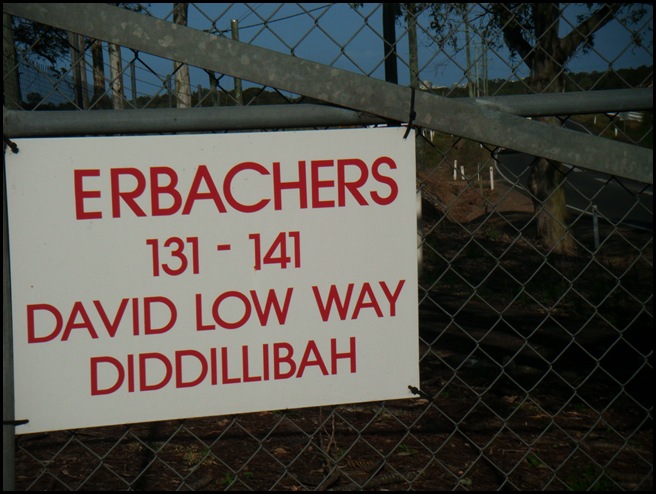 ERBACHERS
131 - 141
DAVID LOW WAY
DIDDILLIBAH